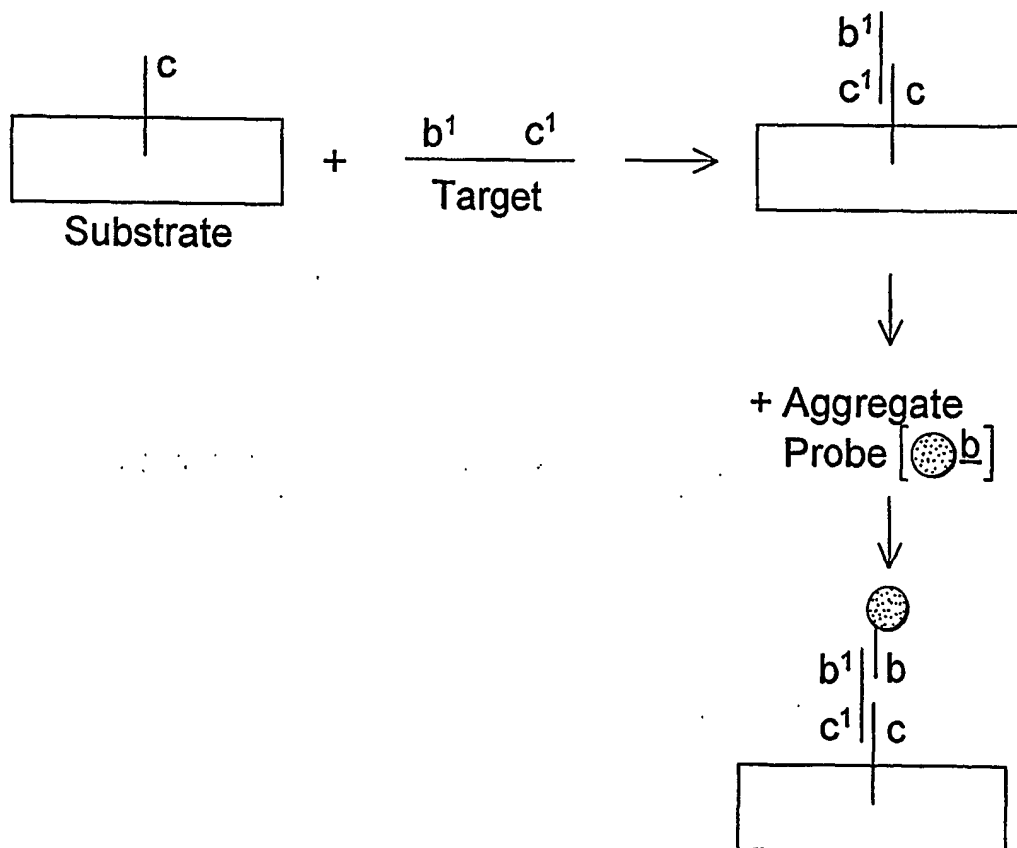 c
Substrate
+
b¹ c¹
Target
b¹
c¹ c
+ Aggregate
Probe [ b]
b¹ b
c¹ c